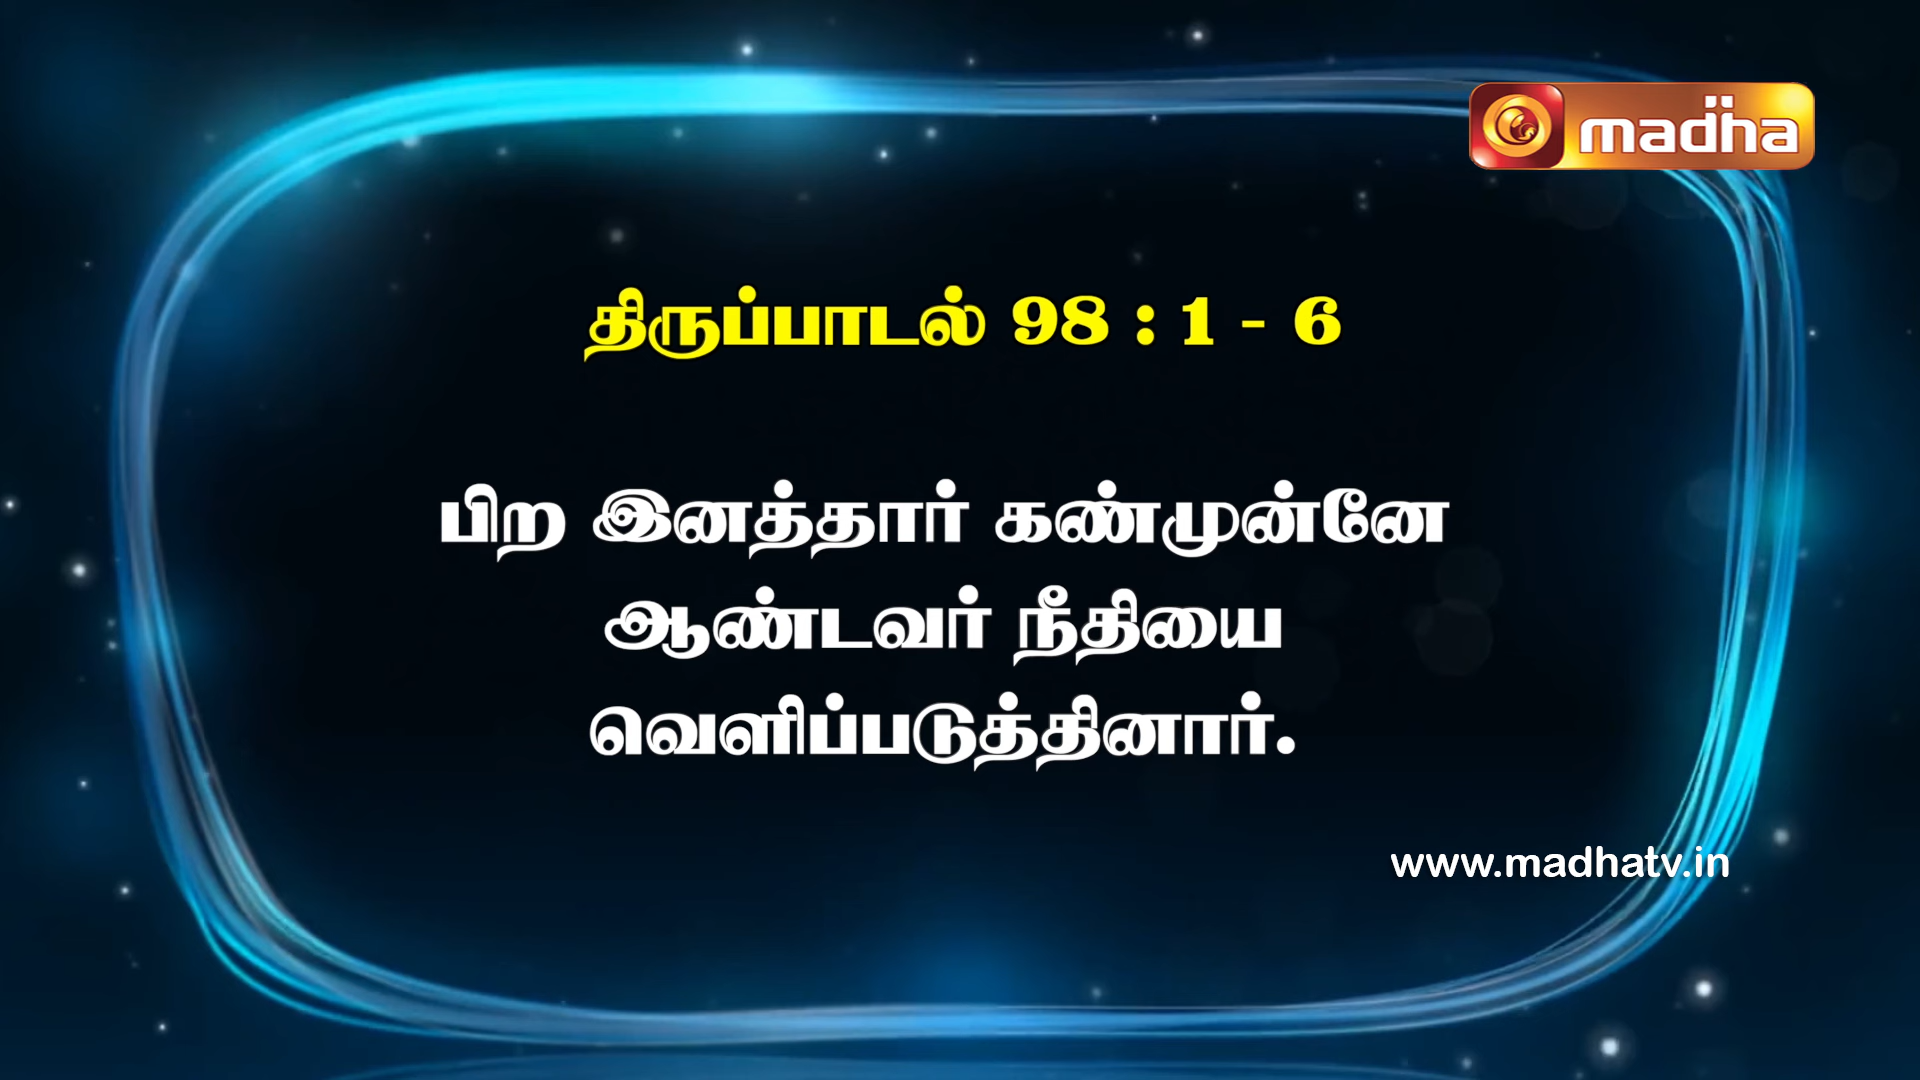 madha
திருப்பாடல் 98 : 1 - 6
பிற இனத்தார் கண்முன்னே
ஆண்டவர் நீதியை
வெளிப்படுத்தினார்.
www.madhatv.in